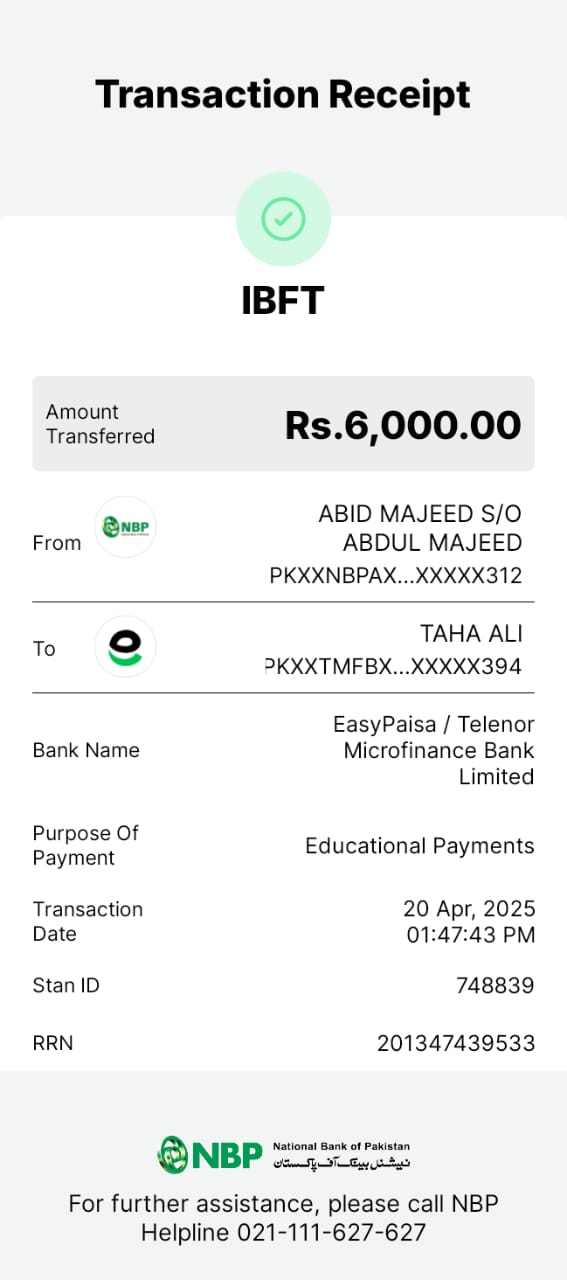 Transaction Receipt
IBFT
Amount
Transferred
Rs.6,000.00
From
NBP
ABID MAJEED S/O
ABDUL MAJEED
PKXXNBPAX...XXXXX312
To
TAHA ALI
PKXXTMFBX...XXXXX394
Bank Name
EasyPaisa / Telenor
Microfinance Bank
Limited
Purpose Of
Payment
Educational Payments
Transaction
Date
20 Apr, 2025
01:47:43 PM
Stan ID
748839
RRN
201347439533
NBP
National Bank of Pakistan
نیشنل بینک آف پاکستان
For further assistance, please call NBP
Helpline 021-111-627-627